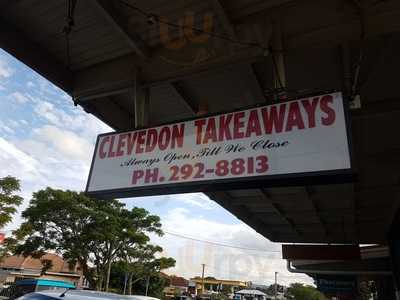 CLEVEDON TAKEAWAYS
Always Open, Till We Close
PH. 292-8813